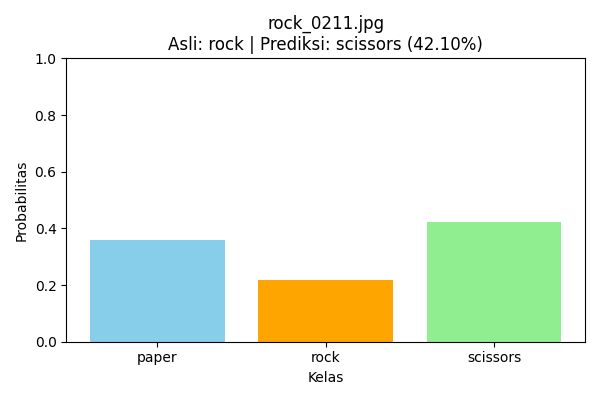 rock_0211.jpg
Asli: rock | Prediksi: scissors (42.10%)
1.0
0.8
0.6
0.4
0.2
0.0
Probabilitas
paper
rock
scissors
Kelas